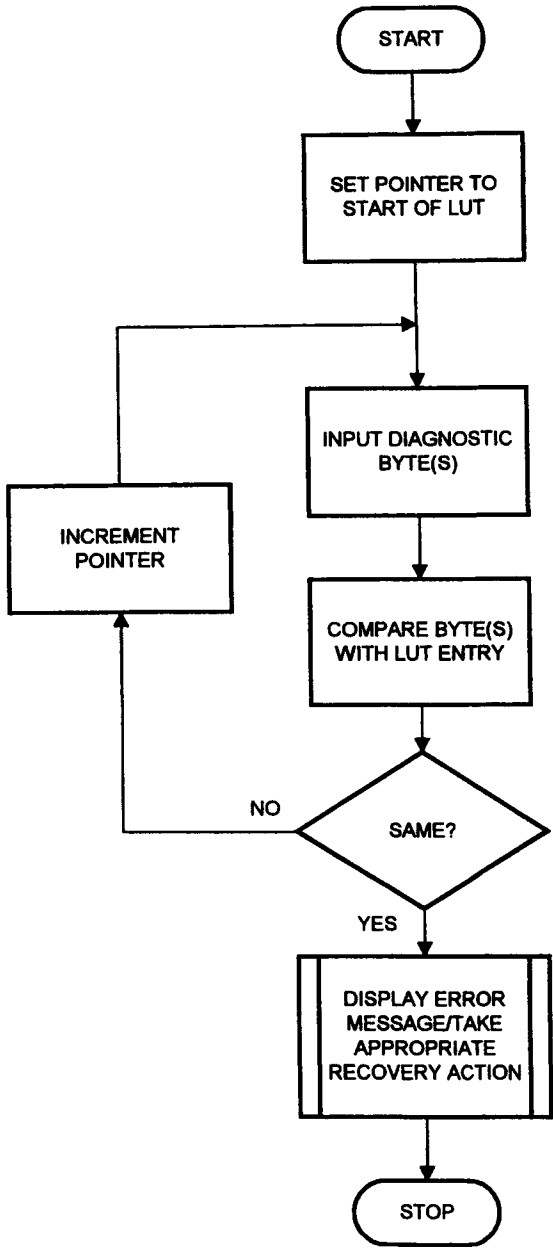 START
SET POINTER TO
START OF LUT
INPUT DIAGNOSTIC
BYTE(S)
INCREMENT
POINTER
COMPARE BYTE(S)
WITH LUT ENTRY
NO
SAME?
YES
DISPLAY ERROR
MESSAGE/TAKE
APPROPRIATE
RECOVERY ACTION
STOP